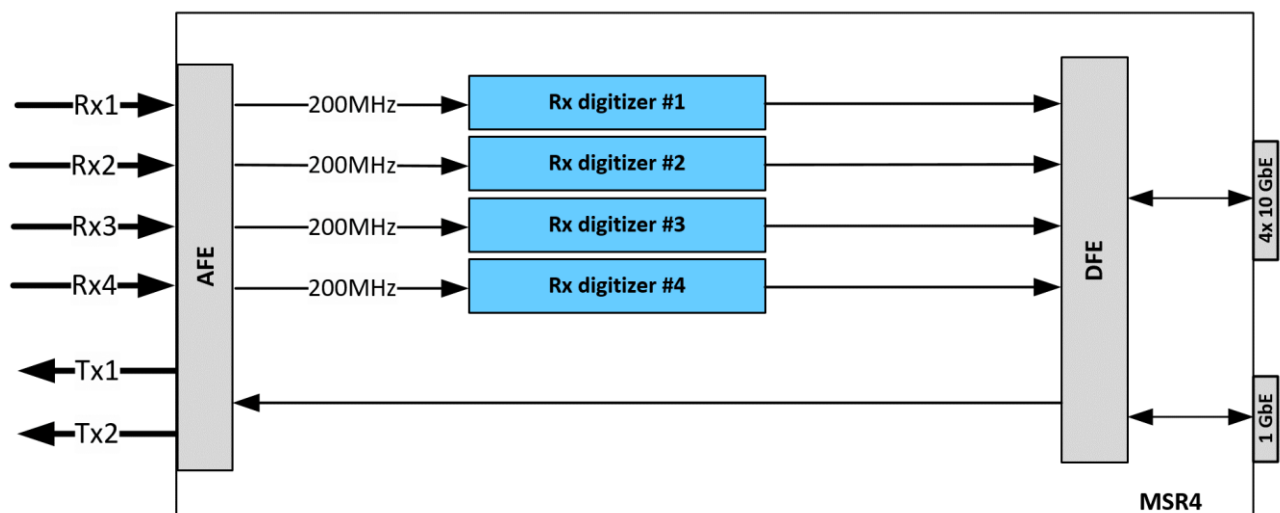 Rx1
200MHz
Rx digitizer #1
Rx2
200MHz
Rx digitizer #2
Rx3
200MHz
Rx digitizer #3
Rx4
200MHz
Rx digitizer #4
AFE
DFE
4x 10 GbE
Tx1
Tx2
1 GbE
MSR4